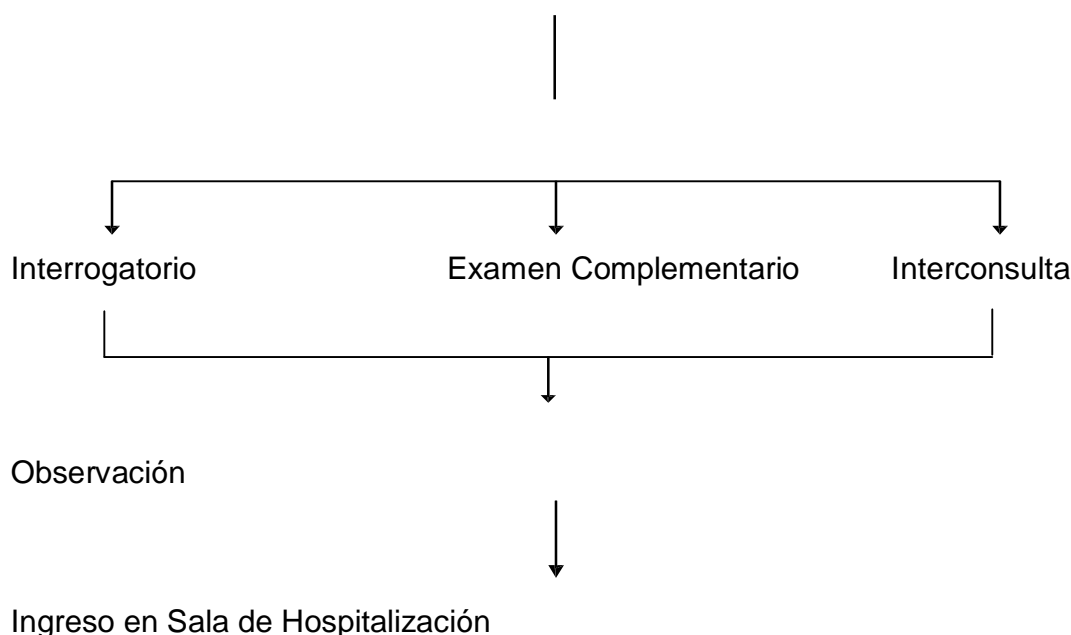 Interrogatorio Examen Complementario Interconsulta
Observación
Ingreso en Sala de Hospitalización